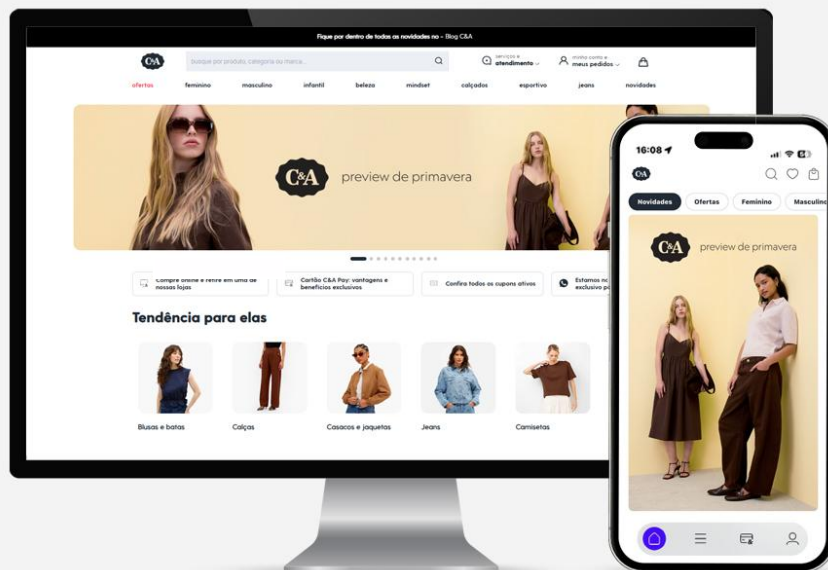 Fique por dentro de todas as novidades no - Blog C&A
C&A
busque por produto, categoria ou marca...
serviços e
atendimento
minha conta e
meus pedidos
ofertas
feminino
masculino
infantil
beleza
mindset
calçados
esportivo
jeans
novidades
C&A
preview de primavera
Compre online e retire em uma de
nossas lojas
Cartão C&A Pay: vantagens e
benefícios exclusivos
Confira todos os cupons ativos
Estamos no
exclusivo
Tendência para elas
Blusas e batas
Calças
Casacos e jaquetas
Jeans
Camisetas
16:08
C&A
Novidades
Ofertas
Feminino
Masculino
C&A
preview de primavera